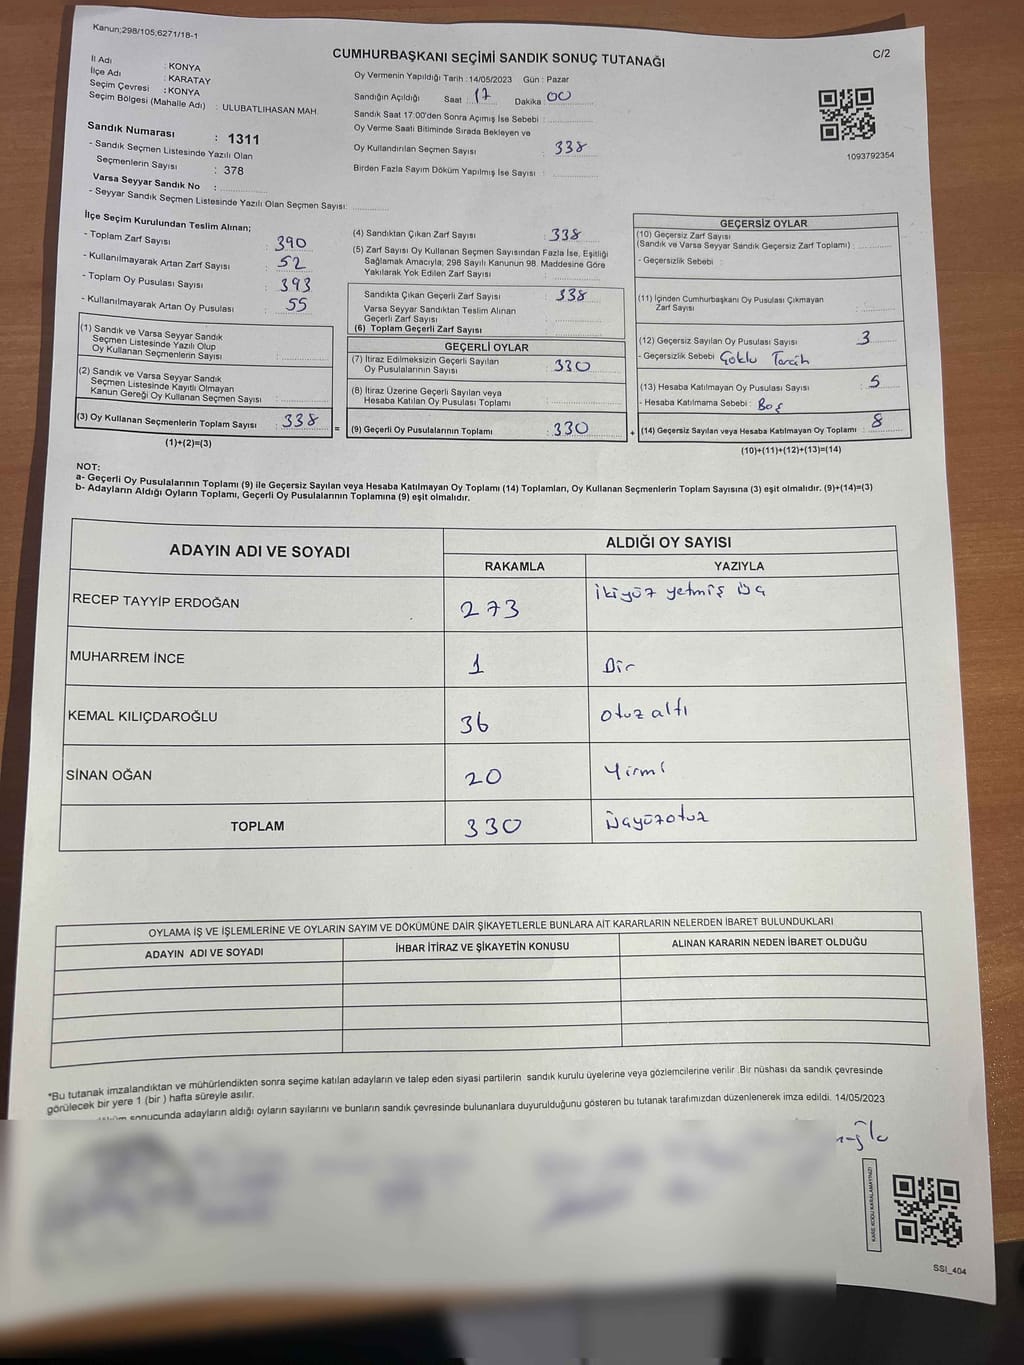 Kanun;298/105,6271/18-1
CUMHURBAŞKANI SEÇİMİ SANDIK SONUÇ TUTANAĞI
C/2
İl Adı : KONYA
İlçe Adı : KARATAY
Seçim Çevresi : KONYA
Seçim Bölgesi (Mahalle Adı) : ULUBATLIHASAN MAH.
Sandık Numarası : 1311
- Sandık Seçmen Listesinde Yazılı Olan
Seçmenlerin Sayısı : 378
Varsa Seyyar Sandık No :
- Seyyar Sandık Seçmen Listesinde Yazılı Olan Seçmen Sayısı:
Oy Vermenin Yapıldığı Tarih :14/05/2023 Gün : Pazar
Sandığın Açıldığı Saat : 17 Dakika : 00
Sandık Saat 17.00'den Sonra Açımış İse Sebebi :
Oy Verme Saati Bitiminde Sırada Bekleyen ve
Oy Kullandırılan Seçmen Sayısı : 338
Birden Fazla Sayım Döküm Yapılmış İse Sayısı :
1093792354
İlçe Seçim Kurulundan Teslim Alınan;
- Toplam Zarf Sayısı : 390
- Kullanılmayarak Artan Zarf Sayısı : 52
- Toplam Oy Pusulası Sayısı : 393
- Kullanılmayarak Artan Oy Pusulası : 55
(1) Sandık ve Varsa Seyyar Sandık
Seçmen Listesinde Yazılı Olup
Oy Kullanan Seçmenlerin Sayısı :
(2) Sandık ve Varsa Seyyar Sandık
Seçmen Listesinde Kayıtlı Olmayan
Kanun Gereği Oy Kullanan Seçmen Sayısı :
(3) Oy Kullanan Seçmenlerin Toplam Sayısı : 338
(1)+(2)=(3)
(4) Sandıktan Çıkan Zarf Sayısı : 338
(5) Zarf Sayısı Oy Kullanan Seçmen Sayısından Fazla İse, Eşitliği
Sağlamak Amacıyla; 298 Sayılı Kanunun 98. Maddesine Göre
Yakılarak Yok Edilen Zarf Sayısı :
Sandıkta Çıkan Geçerli Zarf Sayısı : 338
Varsa Seyyar Sandıktan Teslim Alınan
Geçerli Zarf Sayısı :
(6) Toplam Geçerli Zarf Sayısı :
GEÇERLİ OYLAR
(7) İtiraz Edilmeksizin Geçerli Sayılan
Oy Pusulalarının Sayısı : 330
(8) İtiraz Üzerine Geçerli Sayılan veya
Hesaba Katılan Oy Pusulası Toplamı :
= (9) Geçerli Oy Pusulalarının Toplamı : 330
GEÇERSİZ OYLAR
(10) Geçersiz Zarf Sayısı
(Sandık ve Varsa Seyyar Sandık Geçersiz Zarf Toplamı) :
- Geçersizlik Sebebi :
(11) İçinden Cumhurbaşkanı Oy Pusulası Çıkmayan
Zarf Sayısı :
(12) Geçersiz Sayılan Oy Pusulası Sayısı : 3
- Geçersizlik Sebebi : Çoklu Tercih
(13) Hesaba Katılmayan Oy Pusulası Sayısı : 5
- Hesaba Katılmama Sebebi : Boş
+ (14) Geçersiz Sayılan veya Hesaba Katılmayan Oy Toplamı : 8
(10)+(11)+(12)+(13)=(14)
NOT:
a- Geçerli Oy Pusulalarının Toplamı (9) ile Geçersiz Sayılan veya Hesaba Katılmayan Oy Toplamı (14) Toplamları, Oy Kullanan Seçmenlerin Toplam Sayısına (3) eşit olmalıdır. (9)+(14)=(3)
b- Adayların Aldığı Oyların Toplamı, Geçerli Oy Pusulalarının Toplamına (9) eşit olmalıdır.
ADAYIN ADI VE SOYADI
ALDIĞI OY SAYISI
RAKAMLA YAZIYLA
RECEP TAYYİP ERDOĞAN 273 ikiyüz yetmiş üç
MUHARREM İNCE 1 Bir
KEMAL KILIÇDAROĞLU 36 otuz altı
SİNAN OĞAN 20 Yirmi
TOPLAM 330 üçyüzotuz
OYLAMA İŞ VE İŞLEMLERİNE VE OYLARIN SAYIM VE DÖKÜMÜNE DAİR ŞİKAYETLERLE BUNLARA AİT KARARLARIN NELERDEN İBARET BULUNDUKLARI
ADAYIN ADI VE SOYADI İHBAR İTİRAZ VE ŞİKAYETİN KONUSU ALINAN KARARIN NEDEN İBARET OLDUĞU
*Bu tutanak imzalandıktan ve mühürlendikten sonra seçime katılan adayların ve talep eden siyasi partilerin sandık kurulu üyelerine veya gözlemcilerine verilir .Bir nüshası da sandık çevresinde
görülecek bir yere 1 (bir ) hafta süreyle asılır.
sonucunda adayların aldığı oyların sayılarını ve bunların sandık çevresinde bulunanlara duyurulduğunu gösteren bu tutanak tarafımızdan düzenlenerek imza edildi. 14/05/2023
KARE KODU KARALAMAYINIZ!
SSI_404